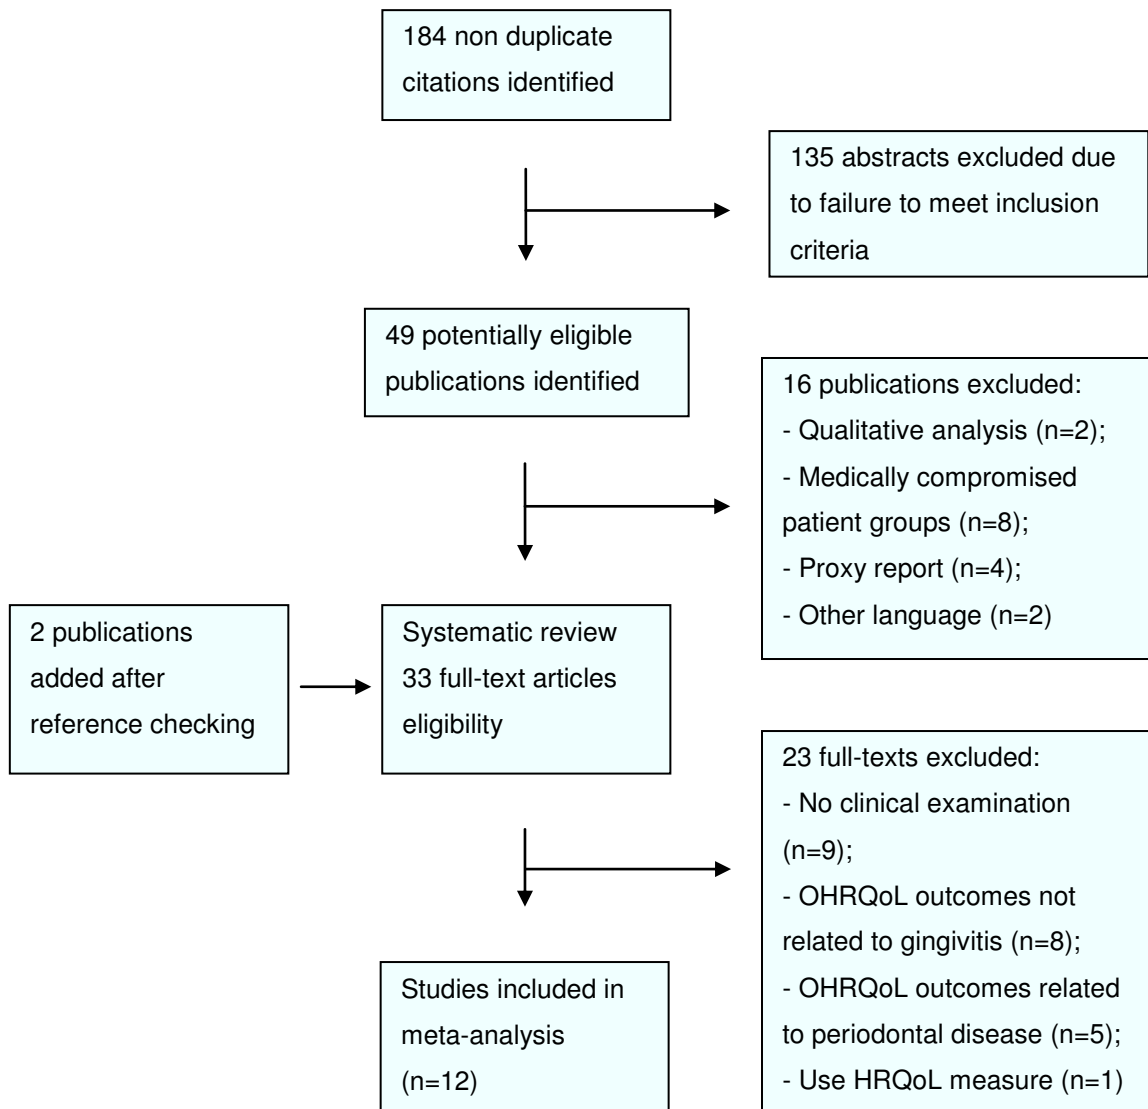 184 non duplicate
citations identified
135 abstracts excluded due
to failure to meet inclusion
criteria
49 potentially eligible
publications identified
16 publications excluded:
- Qualitative analysis (n=2);
- Medically compromised
patient groups (n=8);
- Proxy report (n=4);
- Other language (n=2)
2 publications
added after
reference checking
Systematic review
33 full-text articles
eligibility
23 full-texts excluded:
- No clinical examination
(n=9);
- OHRQoL outcomes not
related to gingivitis (n=8);
- OHRQoL outcomes related
to periodontal disease (n=5);
- Use HRQoL measure (n=1)
Studies included in
meta-analysis
(n=12)